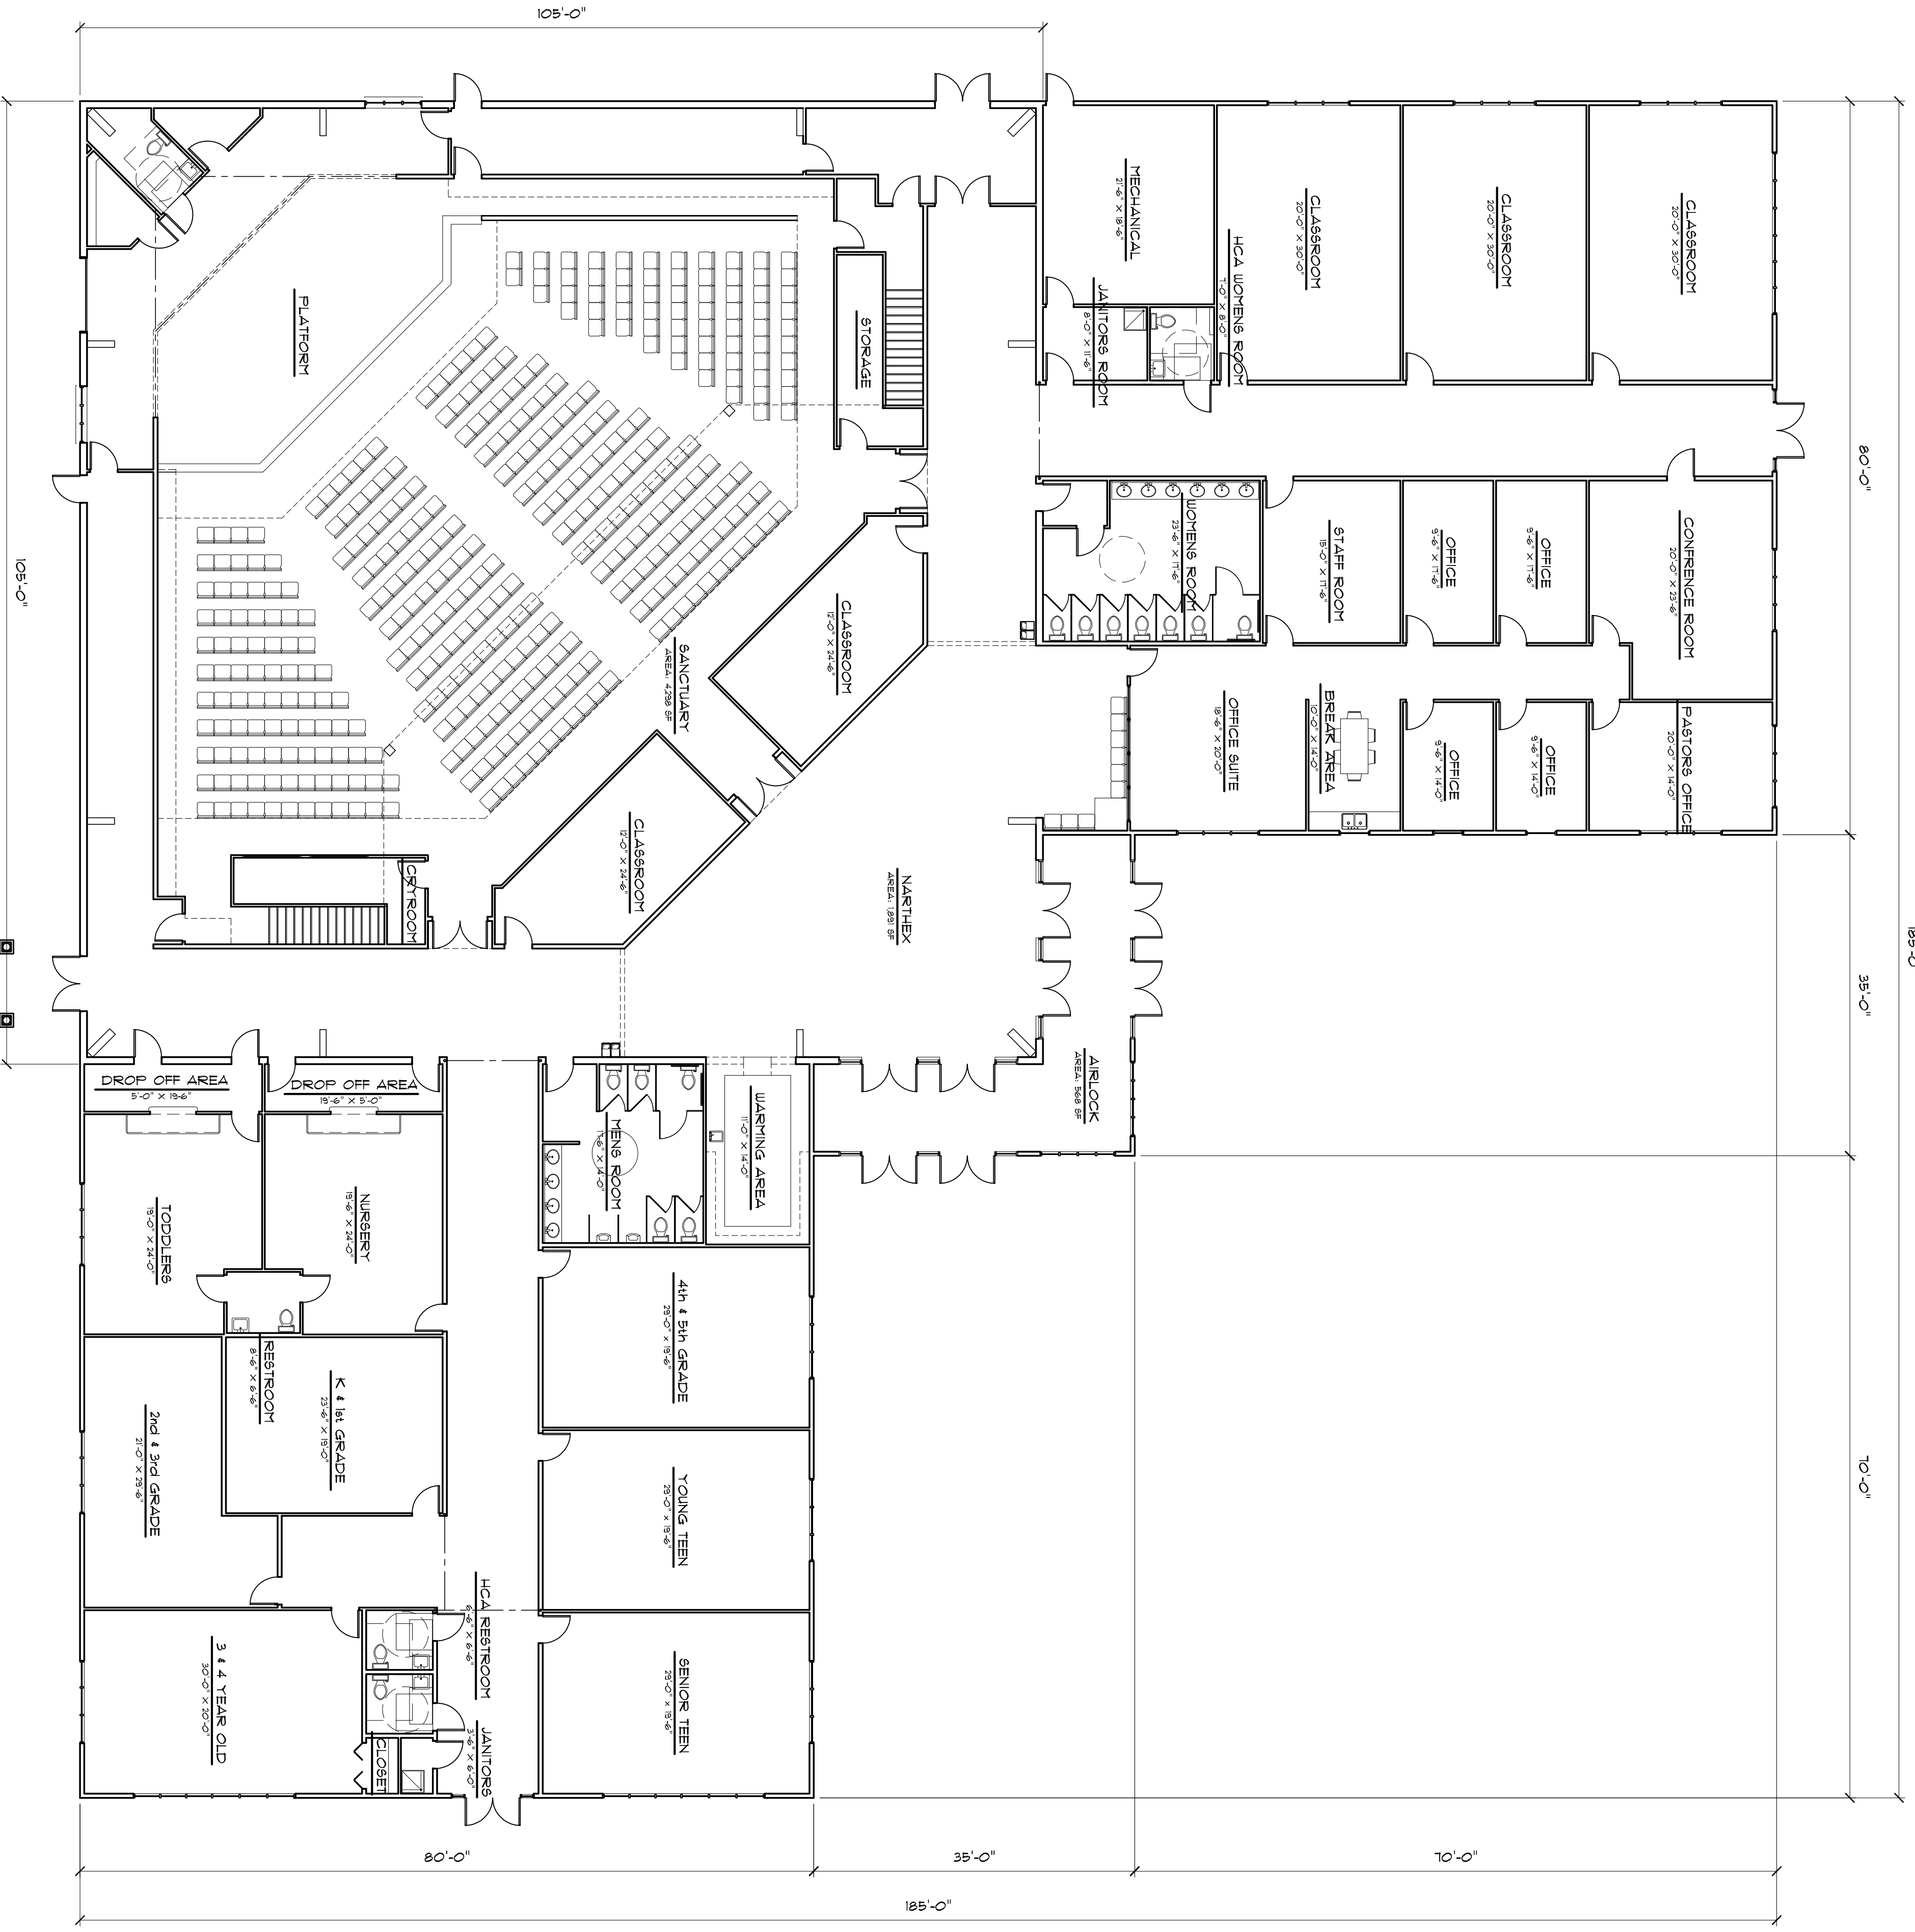 105'-0"
MECHANICAL
21'-6" X 18'-6"
CLASSROOM
20'-0" X 30'-0"
CLASSROOM
20'-0" X 30'-0"
CLASSROOM
20'-0" X 30'-0"
HCA WOMENS ROOM
7'-0" X 8'-0"
JANITORS ROOM
8'-0" X 11'-6"
PLATFORM
STORAGE
80'-0"
105'-0"
WOMENS ROOM
23'-6" X 17'-6"
STAFF ROOM
15'-0" X 17'-6"
OFFICE
9'-6" X 17'-6"
OFFICE
9'-6" X 17'-6"
CONFERENCE ROOM
20'-0" X 23'-6"
CLASSROOM
12'-0" X 24'-6"
SANCTUARY
AREA: 4,298 SF
OFFICE SUITE
18'-6" X 20'-0"
BREAK AREA
10'-0" X 14'-0"
OFFICE
9'-6" X 14'-0"
OFFICE
9'-6" X 14'-0"
PASTORS OFFICE
20'-0" X 14'-0"
CLASSROOM
12'-0" X 24'-6"
CRY ROOM
NARTHEX
AREA: 1,891 SF
35'-0"
AIRLOCK
AREA: 568 SF
DROP OFF AREA
5'-0" X 19-6"
DROP OFF AREA
19'-6" X 5'-0"
MENS ROOM
WARMING AREA
11'-0" X 14'-0"
TODDLERS
19'-0" X 24'-0"
NURSERY
19'-6" X 24'-0"
RESTROOM
8'-6" X 6'-6"
4th & 5th GRADE
29'-0" x 19'-6"
2nd & 3rd GRADE
21'-0" X 29'-6"
K & 1st GRADE
23'-6" X 19'-0"
YOUNG TEEN
29'-0" X 19'-6"
70'-0"
HCA RESTROOM
6'-6" X 6'-6"
3 & 4 YEAR OLD
30'-0" X 20'-0"
CLOSET
JANITORS
3'-6" X 6'-0"
SENIOR TEEN
29'-0" X 19'-6"
80'-0"
35'-0"
70'-0"
185'-0"